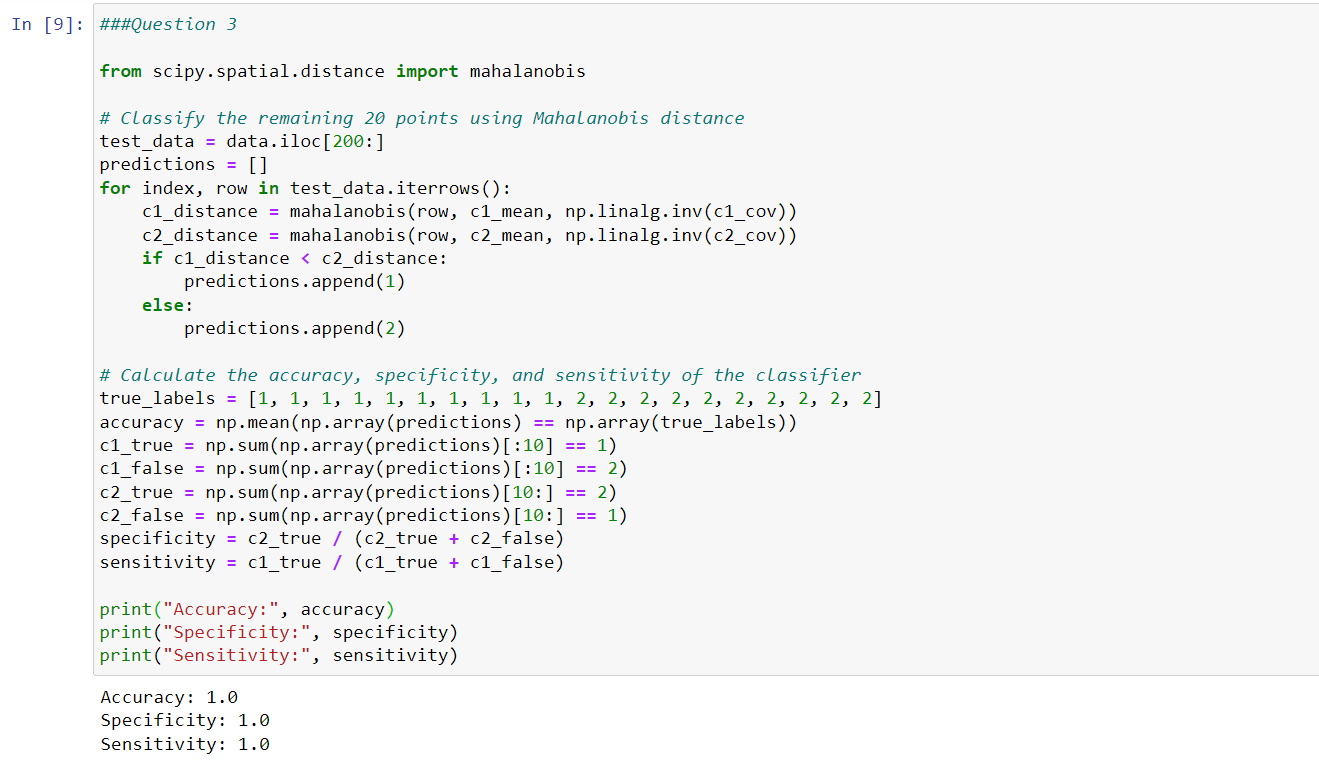 In [9]: ###Question 3
from scipy.spatial.distance import mahalanobis
# Classify the remaining 20 points using Mahalanobis distance
test_data = data.iloc[200:]
predictions = []
for index, row in test_data.iterrows():
    c1_distance = mahalanobis(row, c1_mean, np.linalg.inv(c1_cov))
    c2_distance = mahalanobis(row, c2_mean, np.linalg.inv(c2_cov))
    if c1_distance < c2_distance:
        predictions.append(1)
    else:
        predictions.append(2)
# Calculate the accuracy, specificity, and sensitivity of the classifier
true_labels = [1, 1, 1, 1, 1, 1, 1, 1, 1, 1, 2, 2, 2, 2, 2, 2, 2, 2, 2, 2]
accuracy = np.mean(np.array(predictions) == np.array(true_labels))
c1_true = np.sum(np.array(predictions)[:10] == 1)
c1_false = np.sum(np.array(predictions)[:10] == 2)
c2_true = np.sum(np.array(predictions)[10:] == 2)
c2_false = np.sum(np.array(predictions)[10:] == 1)
specificity = c2_true / (c2_true + c2_false)
sensitivity = c1_true / (c1_true + c1_false)
print("Accuracy:", accuracy)
print("Specificity:", specificity)
print("Sensitivity:", sensitivity)
Accuracy: 1.0
Specificity: 1.0
Sensitivity: 1.0